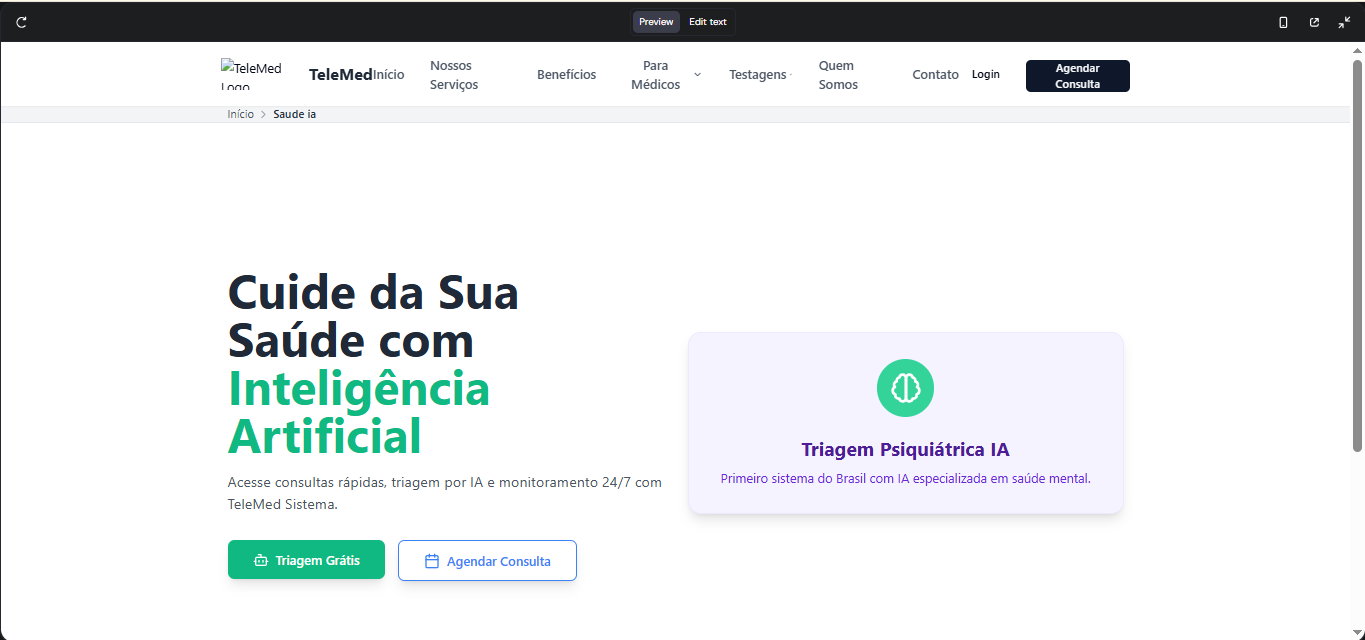 Preview
Edit text
TeleMed
Logo
TeleMed
Início
Nossos
Serviços
Benefícios
Para
Médicos
Testagens
Quem
Somos
Contato
Login
Agendar
Consulta
Início
Saude ia
Cuide da Sua
Saúde com
Inteligência
Artificial
Acesse consultas rápidas, triagem por IA e monitoramento 24/7 com
TeleMed Sistema.
Triagem Grátis
Agendar Consulta
Triagem Psiquiátrica IA
Primeiro sistema do Brasil com IA especializada em saúde mental.